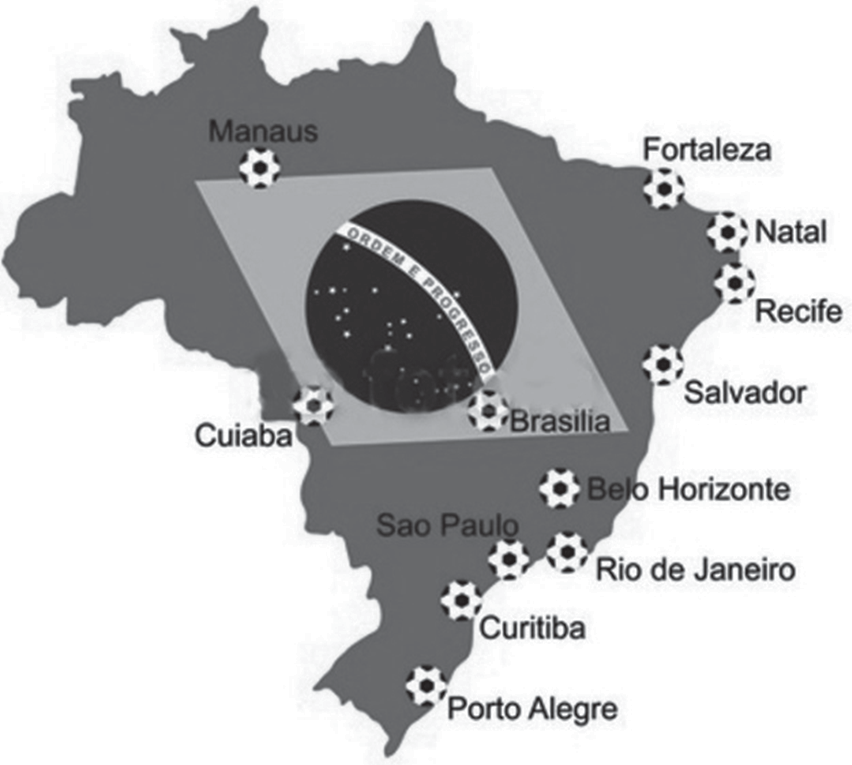 Manaus
Fortaleza
ORDEM E PROGRESSO
Natal
Recife
Salvador
Cuiaba
Brasilia
Belo Horizonte
Sao Paulo
Rio de Janeiro
Curitiba
Porto Alegre